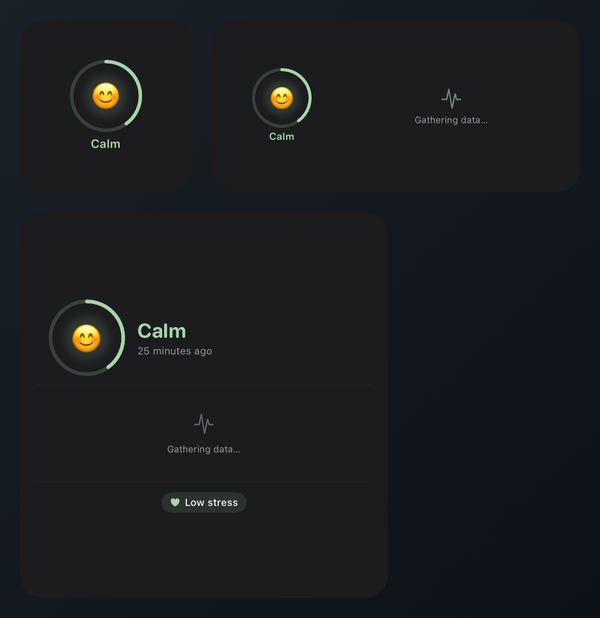 Calm
Calm
Gathering data...
Calm
25 minutes ago
Gathering data...
Low stress